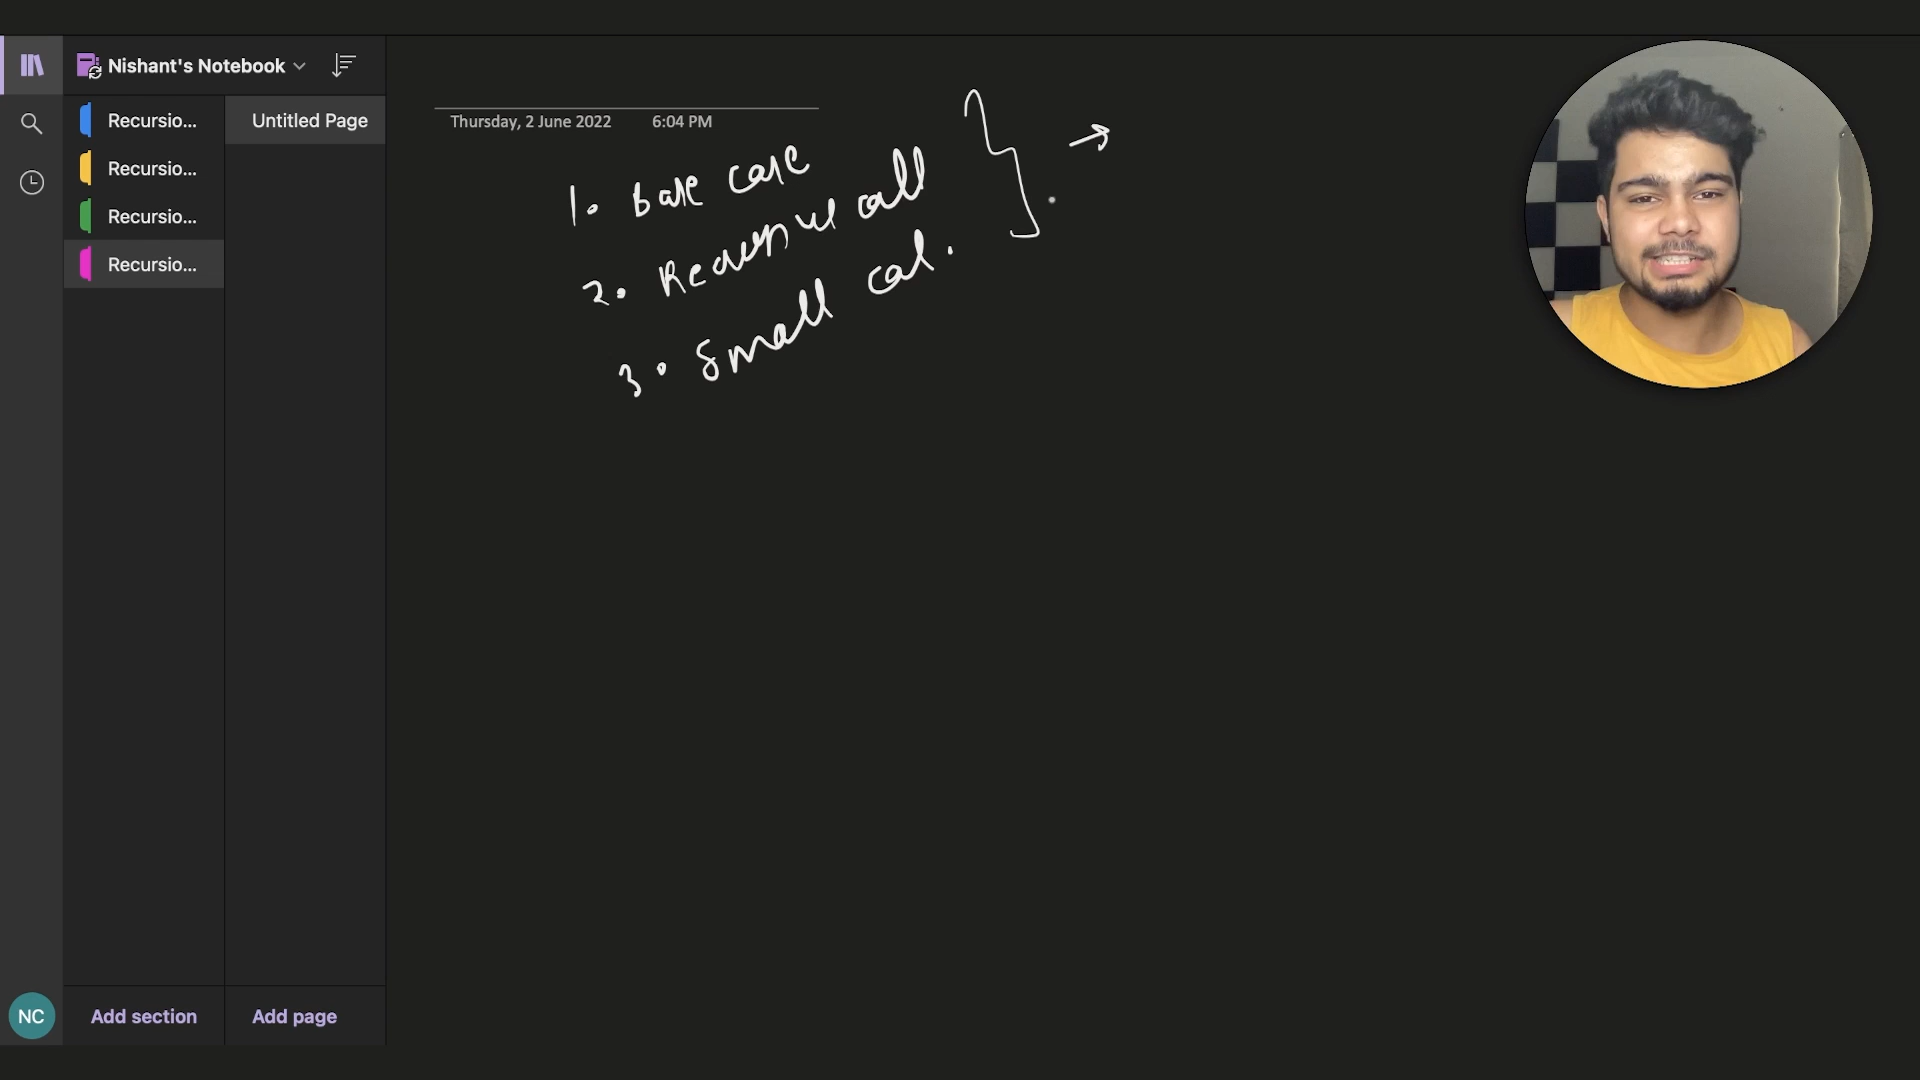 Nishant's Notebook
Recursio...
Recursio...
Recursio...
Recursio...
Untitled Page
Thursday, 2 June 2022 6:04 PM
1. Base case
2. Recursive call
3. Small cal.
NC
Add section
Add page